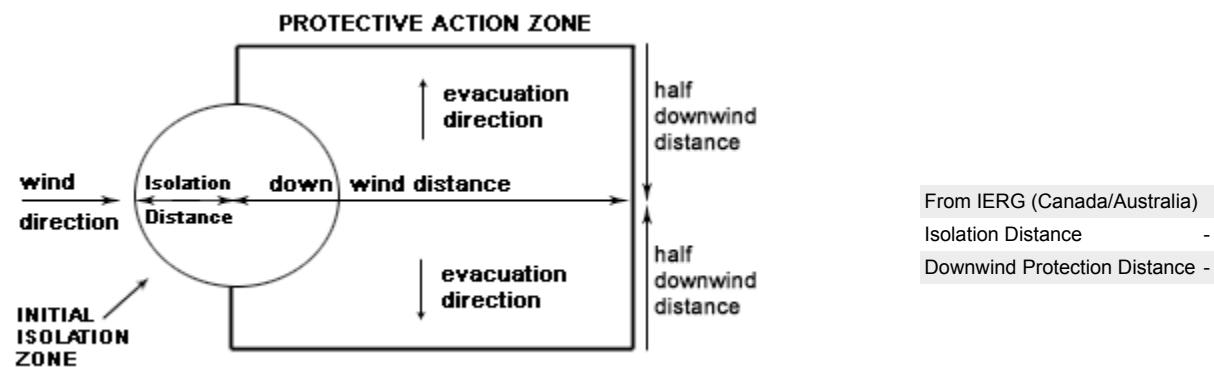 PROTECTIVE ACTION ZONE
evacuation
direction
half
downwind
distance
wind
direction
Isolation
Distance
down wind distance
evacuation
direction
half
downwind
distance
INITIAL
ISOLATION
ZONE
From IERG (Canada/Australia)
Isolation Distance -
Downwind Protection Distance -